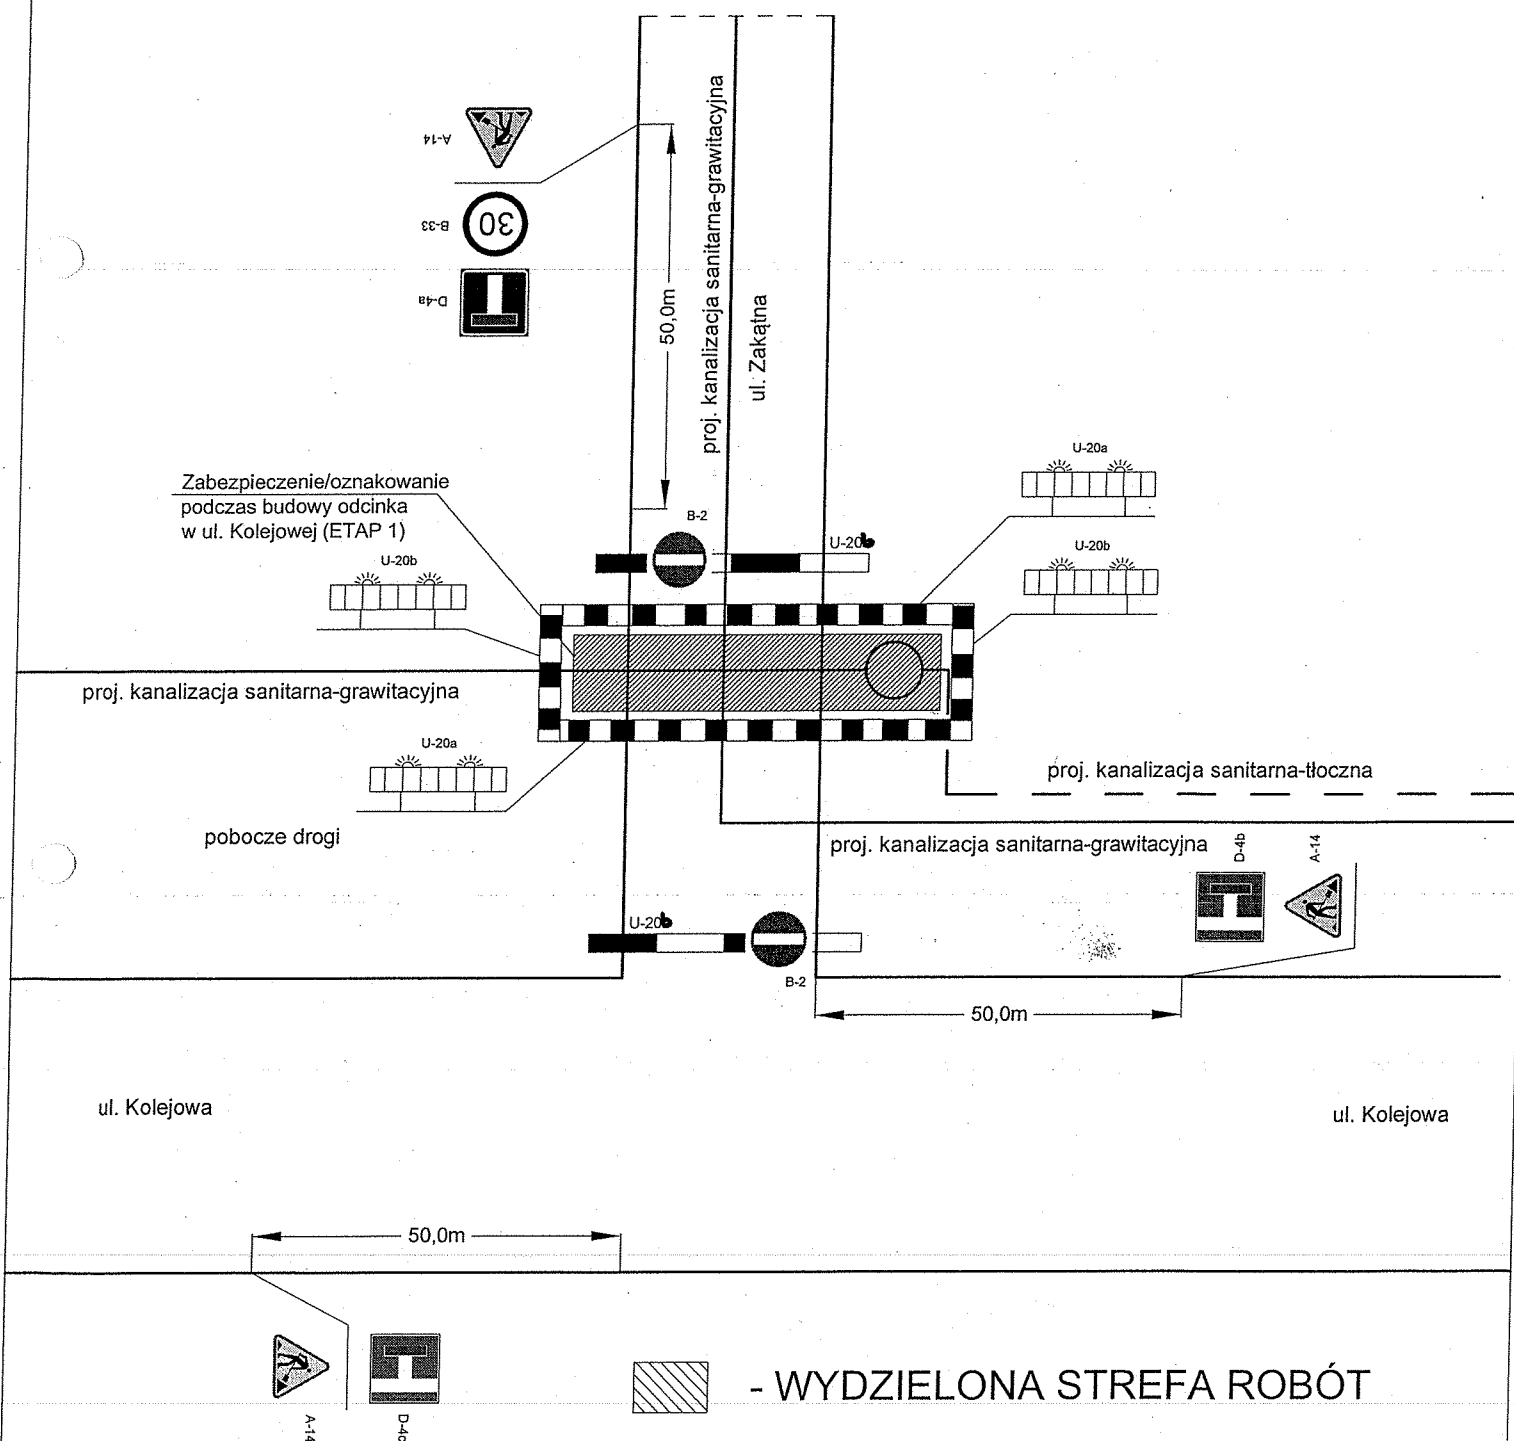 A-14
B-33
30
D-4a
50,0m
proj. kanalizacja sanitarna-grawitacyjna
ul. Zakątna
Zabezpieczenie/oznakowanie
podczas budowy odcinka
w ul. Kolejowej (ETAP 1)
U-20b
B-2
U-20b
U-20a
U-20b
proj. kanalizacja sanitarna-grawitacyjna
U-20a
pobocze drogi
proj. kanalizacja sanitarna-tłoczna
proj. kanalizacja sanitarna-grawitacyjna
D-4b
A-14
U-20b
B-2
50,0m
ul. Kolejowa
ul. Kolejowa
50,0m
A-14
D-4c
- WYDZIELONA STREFA ROBÓT